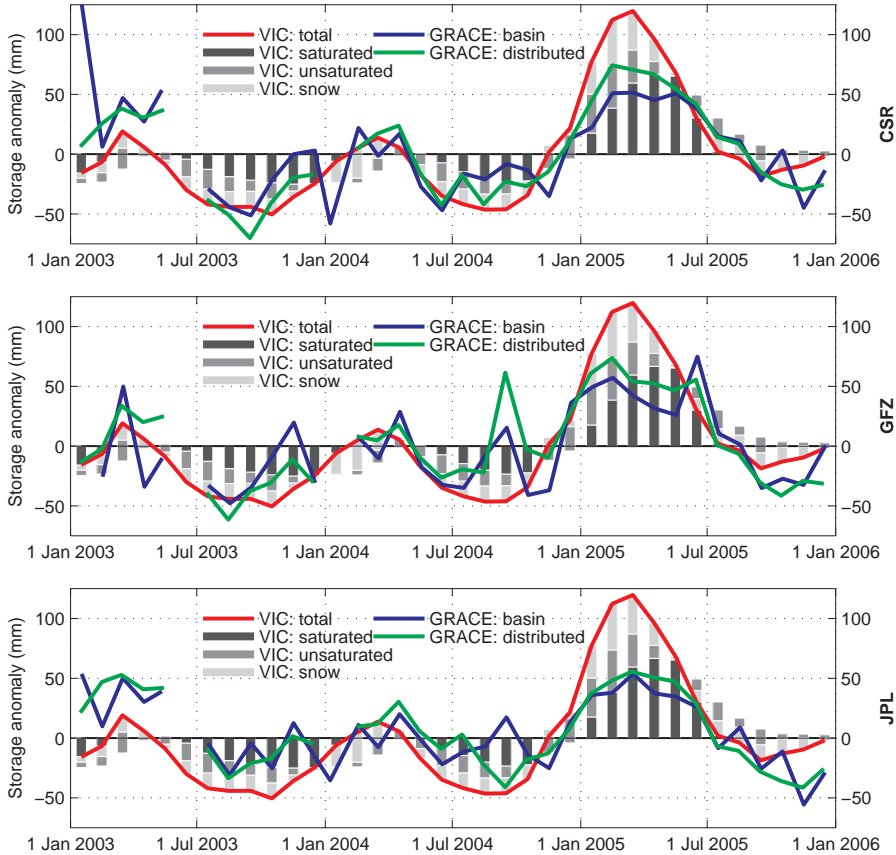 Storage anomaly (mm)
100
50
0
−50
VIC: total
VIC: saturated
VIC: unsaturated
VIC: snow
GRACE: basin
GRACE: distributed
100
50
0
−50
CSR
1 Jan 2003
1 Jul 2003
1 Jan 2004
1 Jul 2004
1 Jan 2005
1 Jul 2005
1 Jan 2006
Storage anomaly (mm)
100
50
0
−50
VIC: total
VIC: saturated
VIC: unsaturated
VIC: snow
GRACE: basin
GRACE: distributed
100
50
0
−50
GFZ
1 Jan 2003
1 Jul 2003
1 Jan 2004
1 Jul 2004
1 Jan 2005
1 Jul 2005
1 Jan 2006
Storage anomaly (mm)
100
50
0
−50
VIC: total
VIC: saturated
VIC: unsaturated
VIC: snow
GRACE: basin
GRACE: distributed
100
50
0
−50
JPL
1 Jan 2003
1 Jul 2003
1 Jan 2004
1 Jul 2004
1 Jan 2005
1 Jul 2005
1 Jan 2006